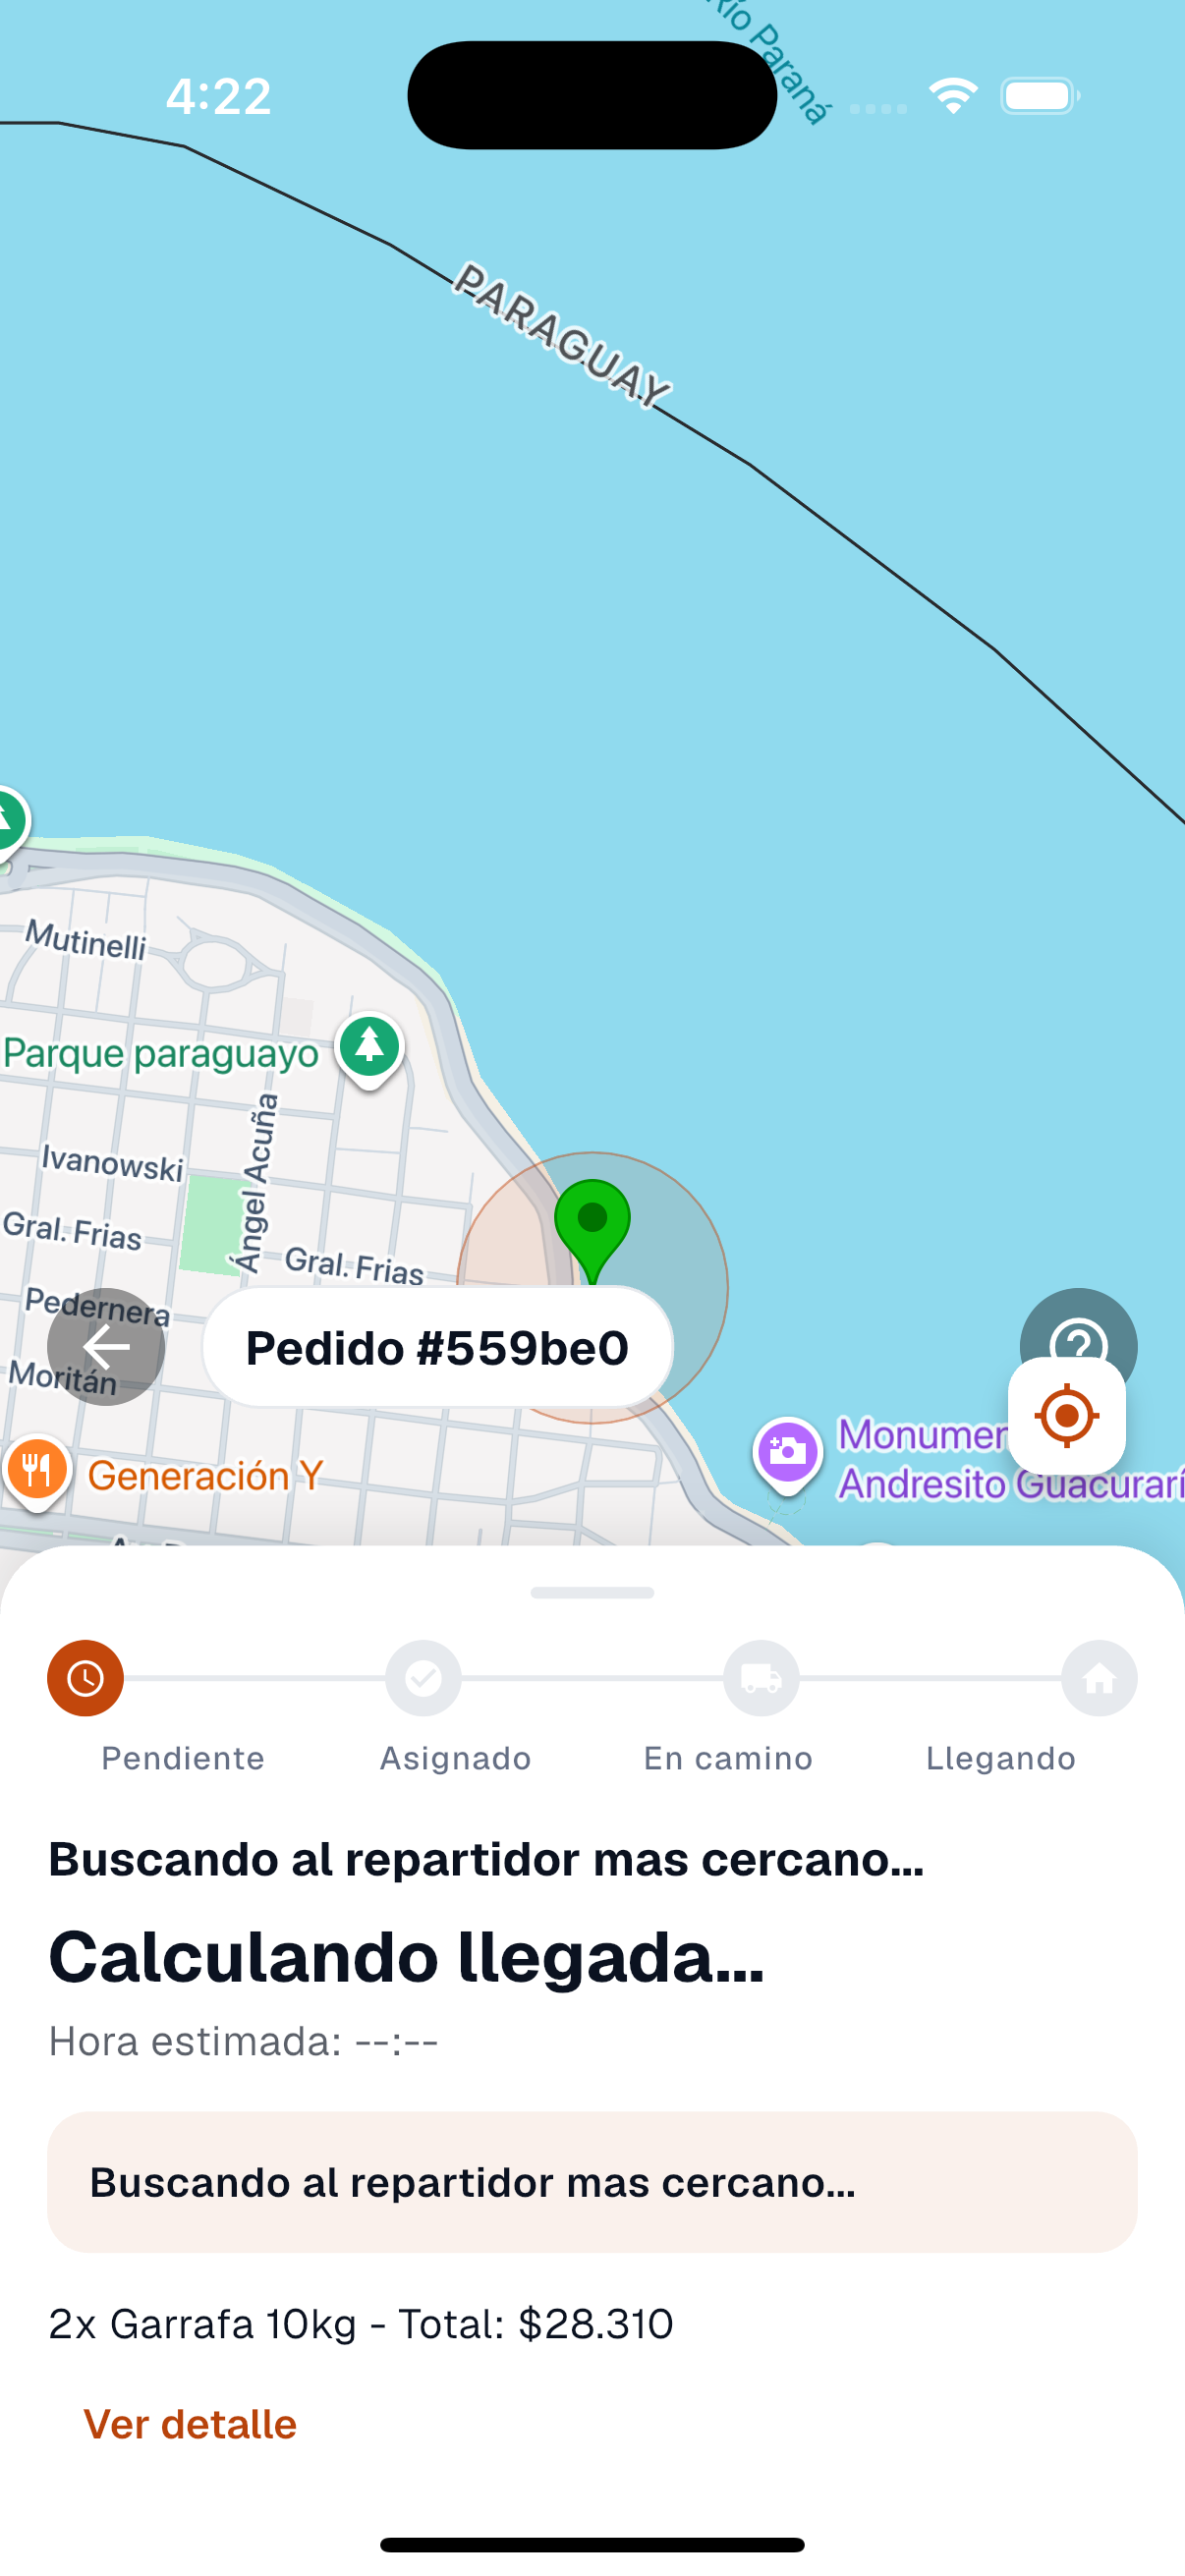 Río Paraná
4:22
PARAGUAY
Mutinelli
Parque paraguayo
Ángel Acuña
Ivanowski
Gral. Frias
Gral. Frias
Pedernera
Pedido #559be0
Moritán
Andresito Guacurarí
Generación Y
Pendiente
Asignado
En camino
Llegando
Buscando al repartidor mas cercano...
Calculando llegada...
Hora estimada: --:--
Buscando al repartidor mas cercano...
2x Garrafa 10kg - Total: $28.310
Ver detalle